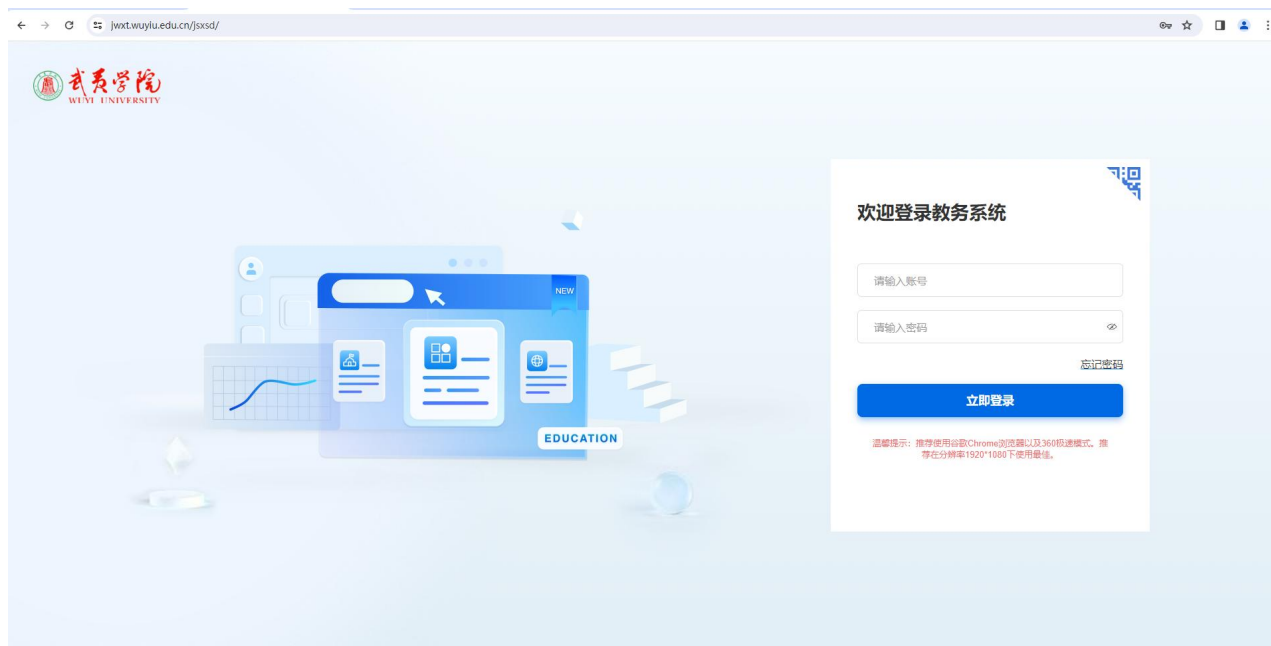 jwxt.wuyiu.edu.cn/jsxsd/
武夷学院
WUYI UNIVERSITY
欢迎登录教务系统
NEW
请输入账号
请输入密码
忘记密码
立即登录
EDUCATION
温馨提示：推荐使用谷歌Chrome浏览器以及360极速模式。推
荐在分辨率1920*1080下使用最佳。